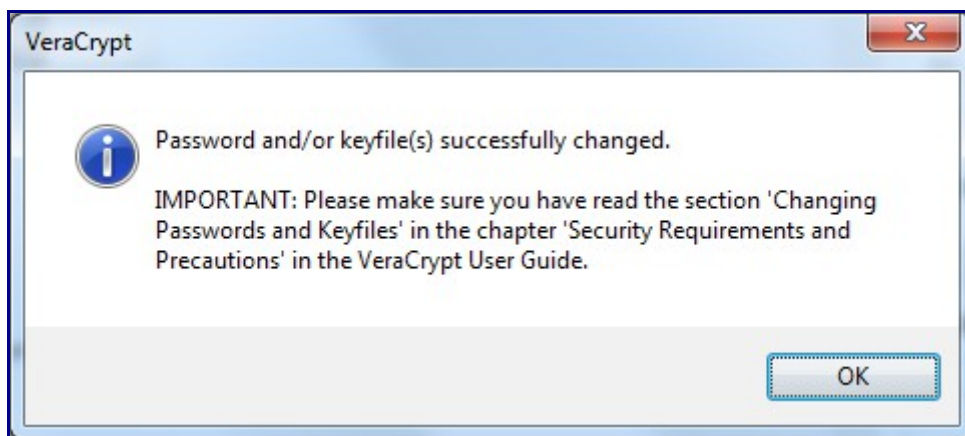 VeraCrypt
Password and/or keyfile(s) successfully changed.
IMPORTANT: Please make sure you have read the section 'Changing
Passwords and Keyfiles' in the chapter 'Security Requirements and
Precautions' in the VeraCrypt User Guide.
OK